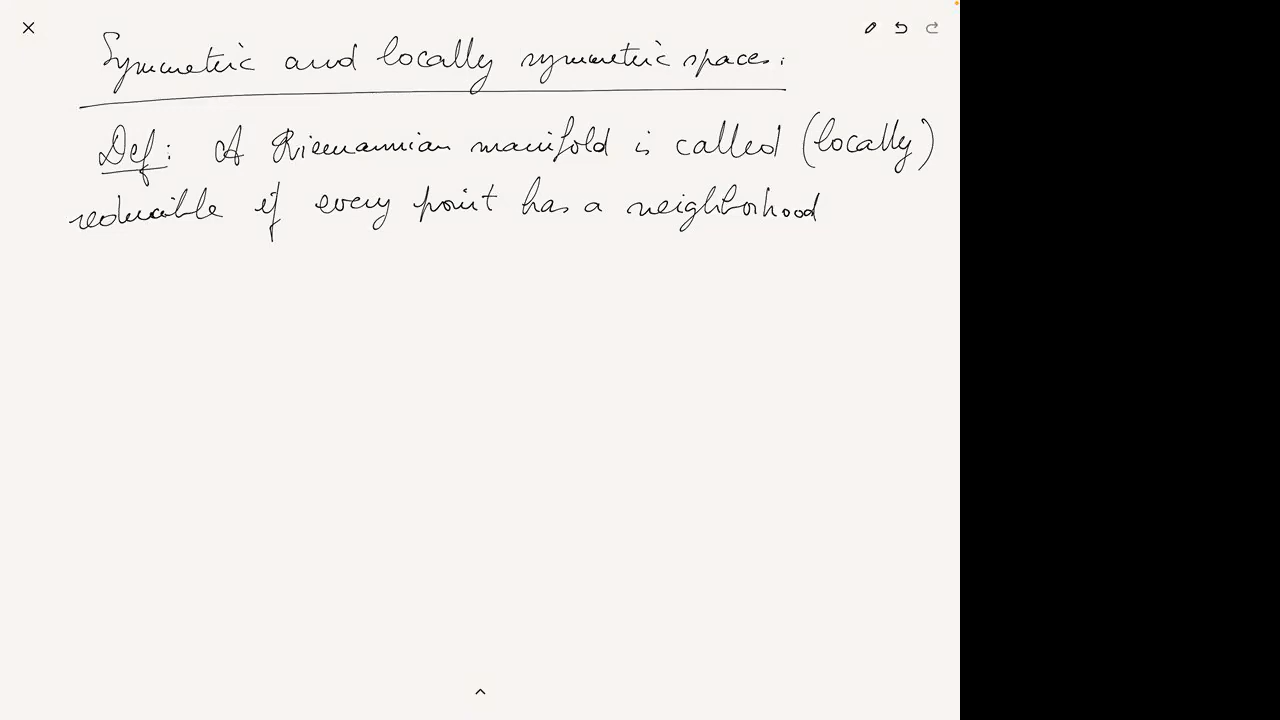 Symmetric and locally symmetric spaces:
Def: A Riemannian manifold is called (locally)
reducible if every point has a neighborhood